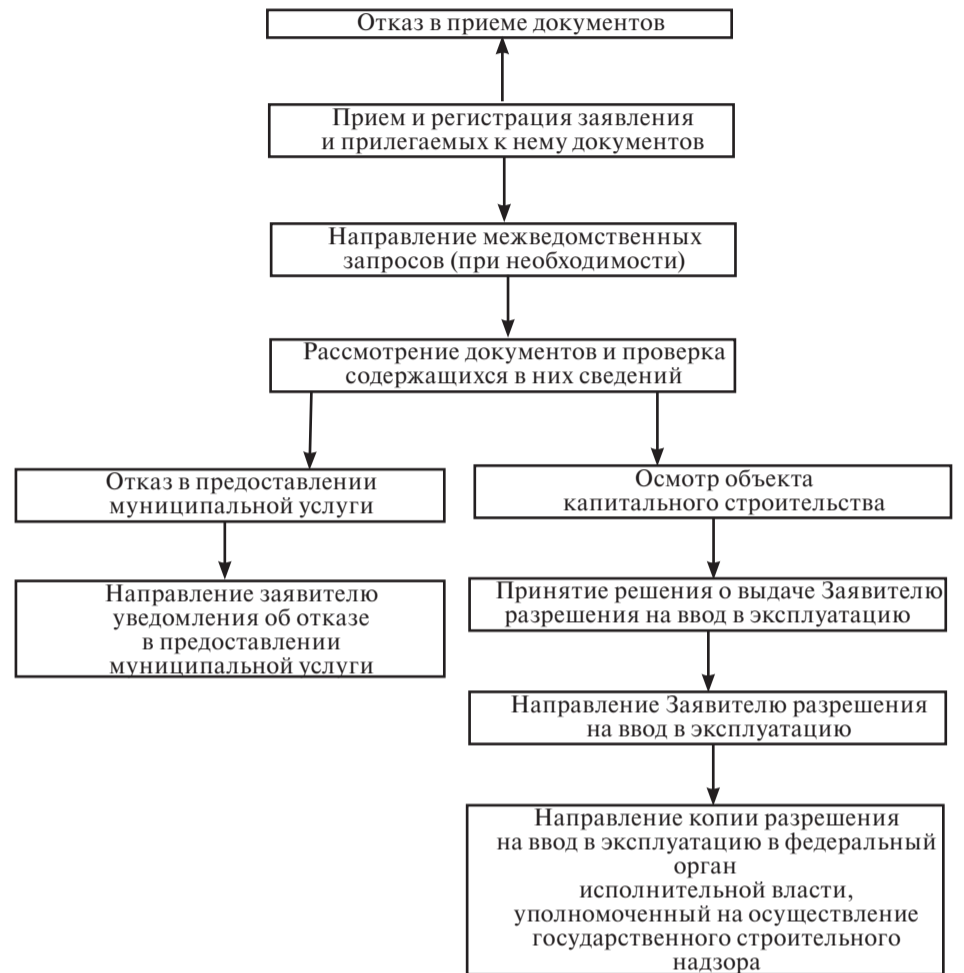 Отказ в приеме документов
Прием и регистрация заявления
и прилегаемых к нему документов
Направление межведомственных
запросов (при необходимости)
Рассмотрение документов и проверка
содержащихся в них сведений
Отказ в предоставлении
муниципальной услуги
Направление заявителю
уведомления об отказе
в предоставлении
муниципальной услуги
Осмотр объекта
капитального строительства
Принятие решения о выдаче Заявителю
разрешения на ввод в эксплуатацию
Направление Заявителю разрешения
на ввод в эксплуатацию
Направление копии разрешения
на ввод в эксплуатацию в федеральный
орган
исполнительной власти,
уполномоченный на осуществление
государственного строительного
надзора